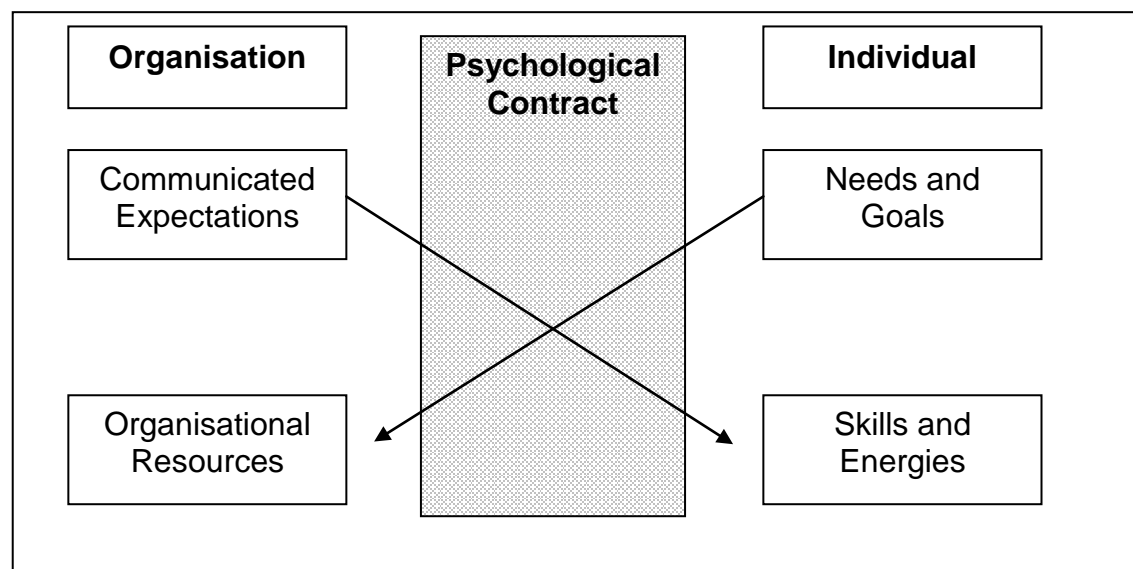 Organisation
Psychological
Contract
Individual
Communicated
Expectations
Needs and
Goals
Organisational
Resources
Skills and
Energies